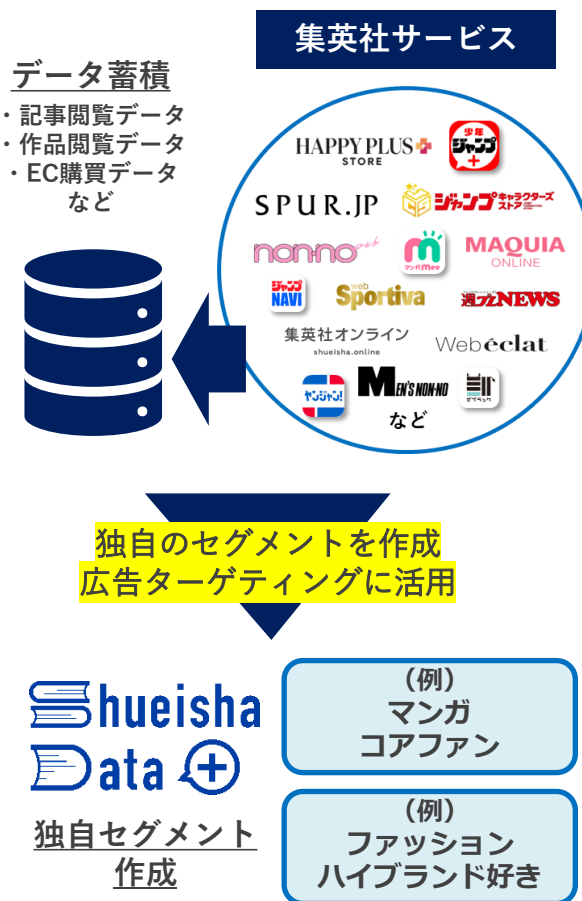 集英社サービス
データ蓄積
・記事閲覧データ
・作品閲覧データ
・EC購買データ
など
HAPPY PLUS
STORE
少年
ジャンプ
+
SPUR.JP
ジャンプキャラクターズ
ストア
non-no web
マンガMee
MAQUIA
ONLINE
ジャンプ
NAVI
web
Sportiva
週プレNEWS
集英社オンライン
shueisha.online
Webéclat
ヤンジャン!
MEN'S NON-NO
ゼブラック
など
独自のセグメントを作成
広告ターゲティングに活用
Shueisha
Data +
独自セグメント
作成
（例）
マンガ
コアファン
（例）
ファッション
ハイブランド好き